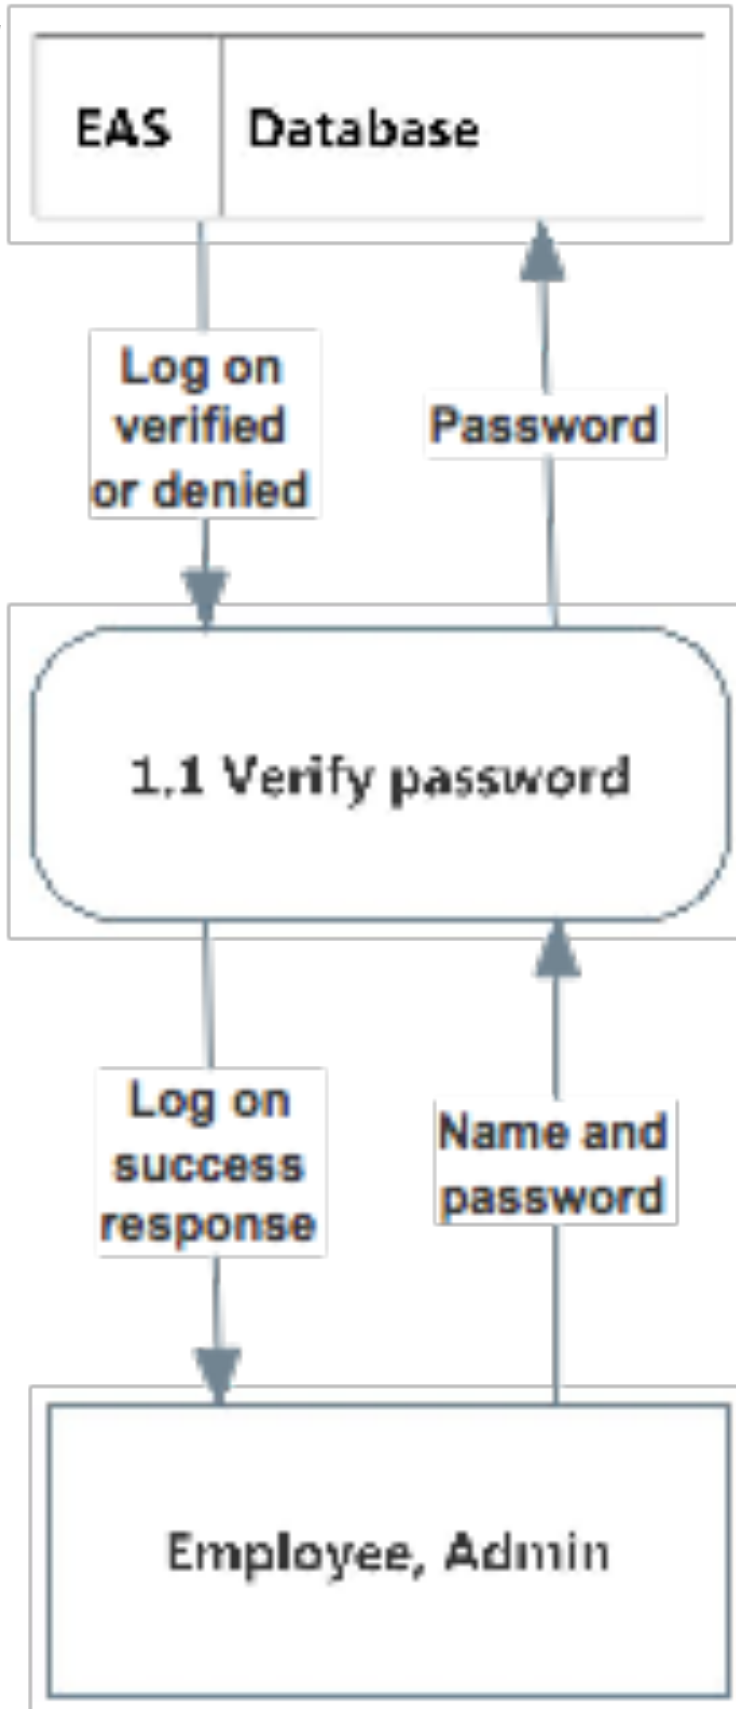 EAS Database
Log on
verified
or denied
Password
1.1 Verify password
Log on
success
response
Name and
password
Employee, Admin